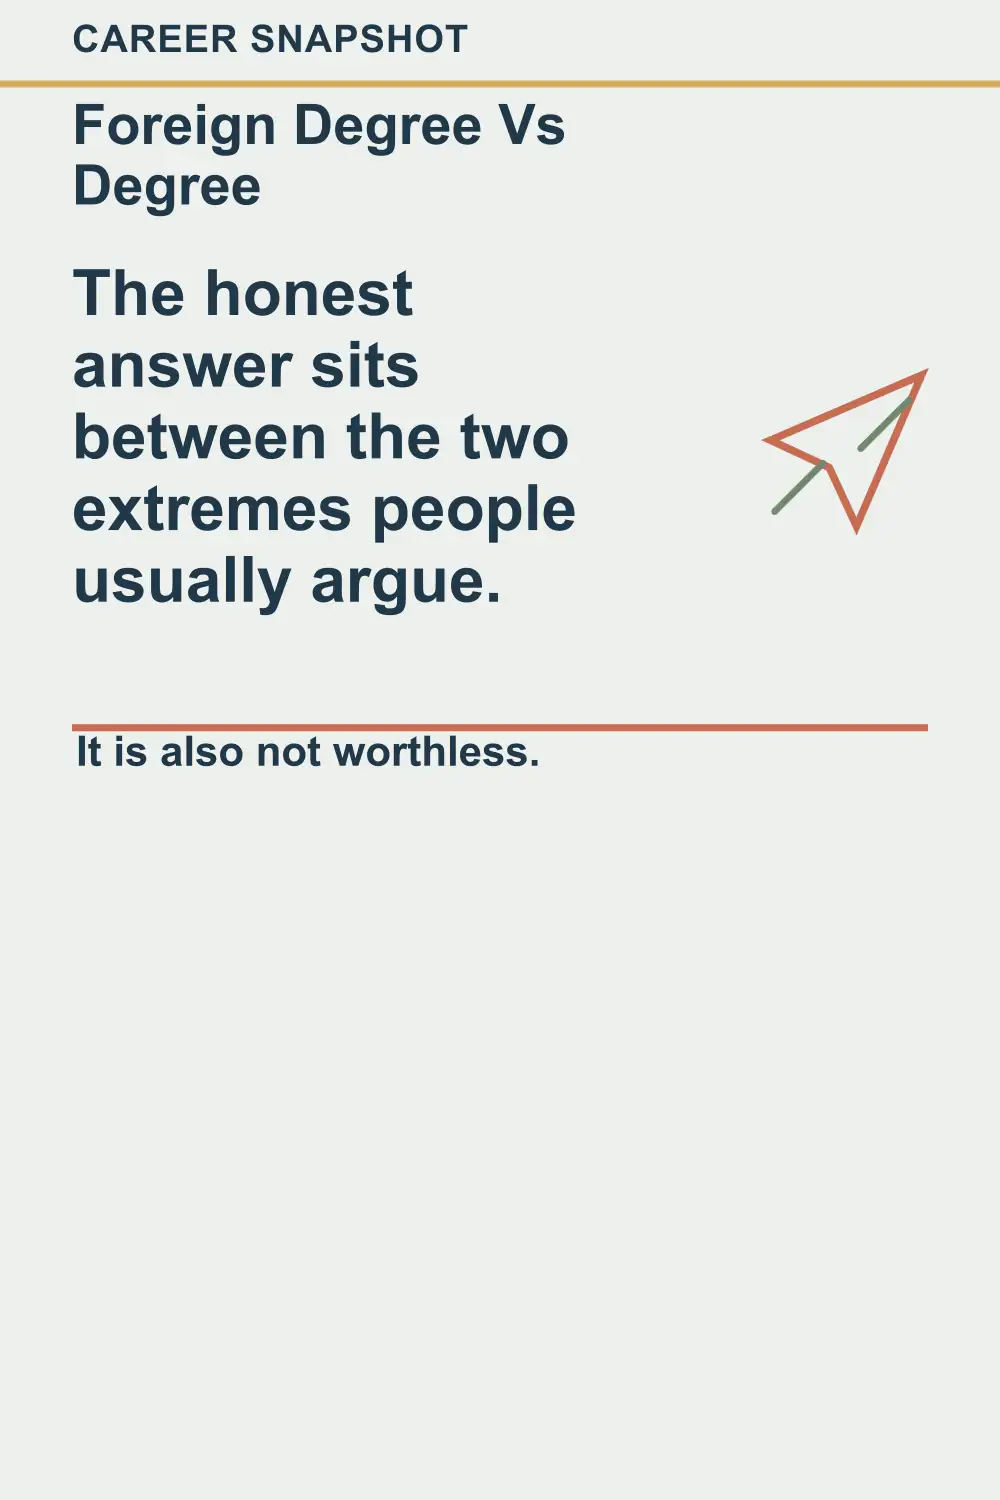 CAREER SNAPSHOT
Foreign Degree Vs
Degree
The honest
answer sits
between the two
extremes people
usually argue.
It is also not worthless.